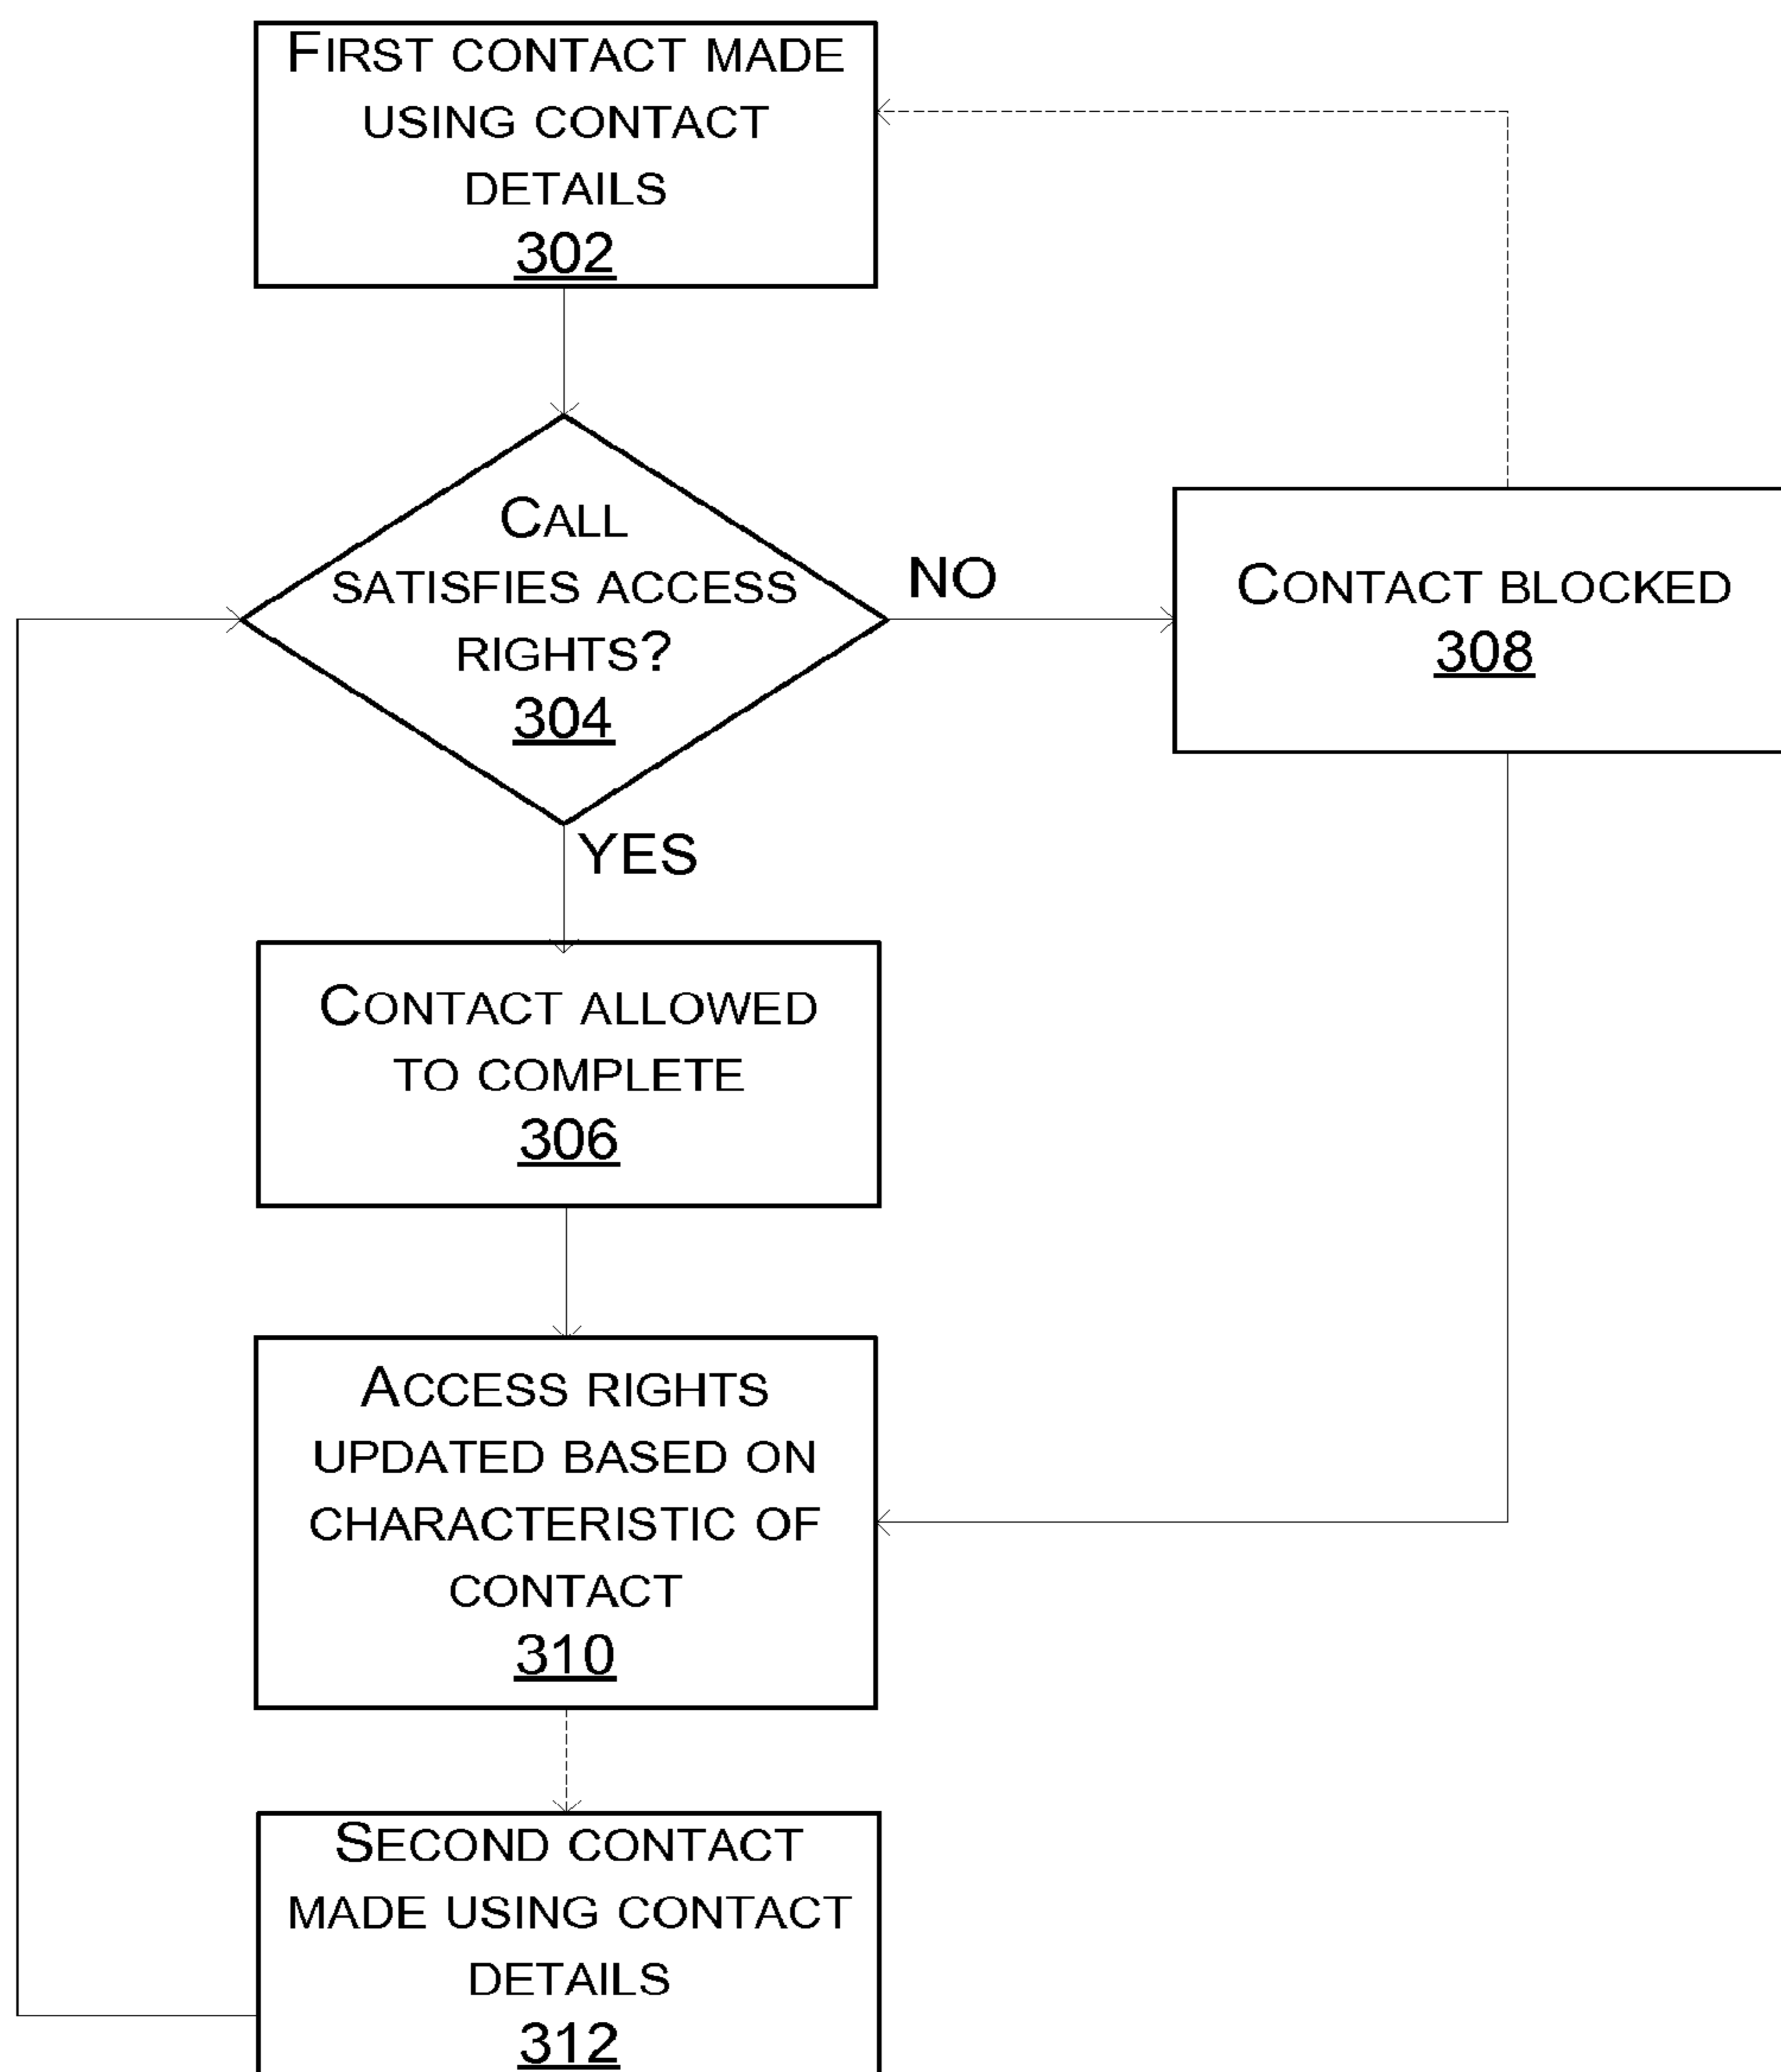 FIRST CONTACT MADE
USING CONTACT
DETAILS
302
CALL
SATISFIES ACCESS
RIGHTS?
304
NO
CONTACT BLOCKED
308
YES
CONTACT ALLOWED
TO COMPLETE
306
ACCESS RIGHTS
UPDATED BASED ON
CHARACTERISTIC OF
CONTACT
310
SECOND CONTACT
MADE USING CONTACT
DETAILS
312